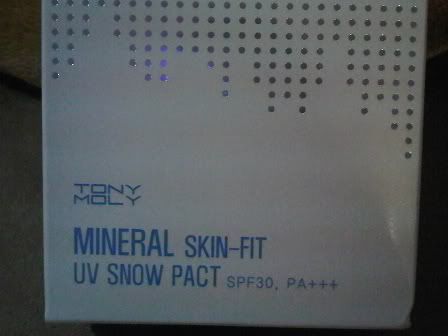 TONY
MOLY
MINERAL SKIN-FIT
UV SNOW PACT SPF30, PA+++